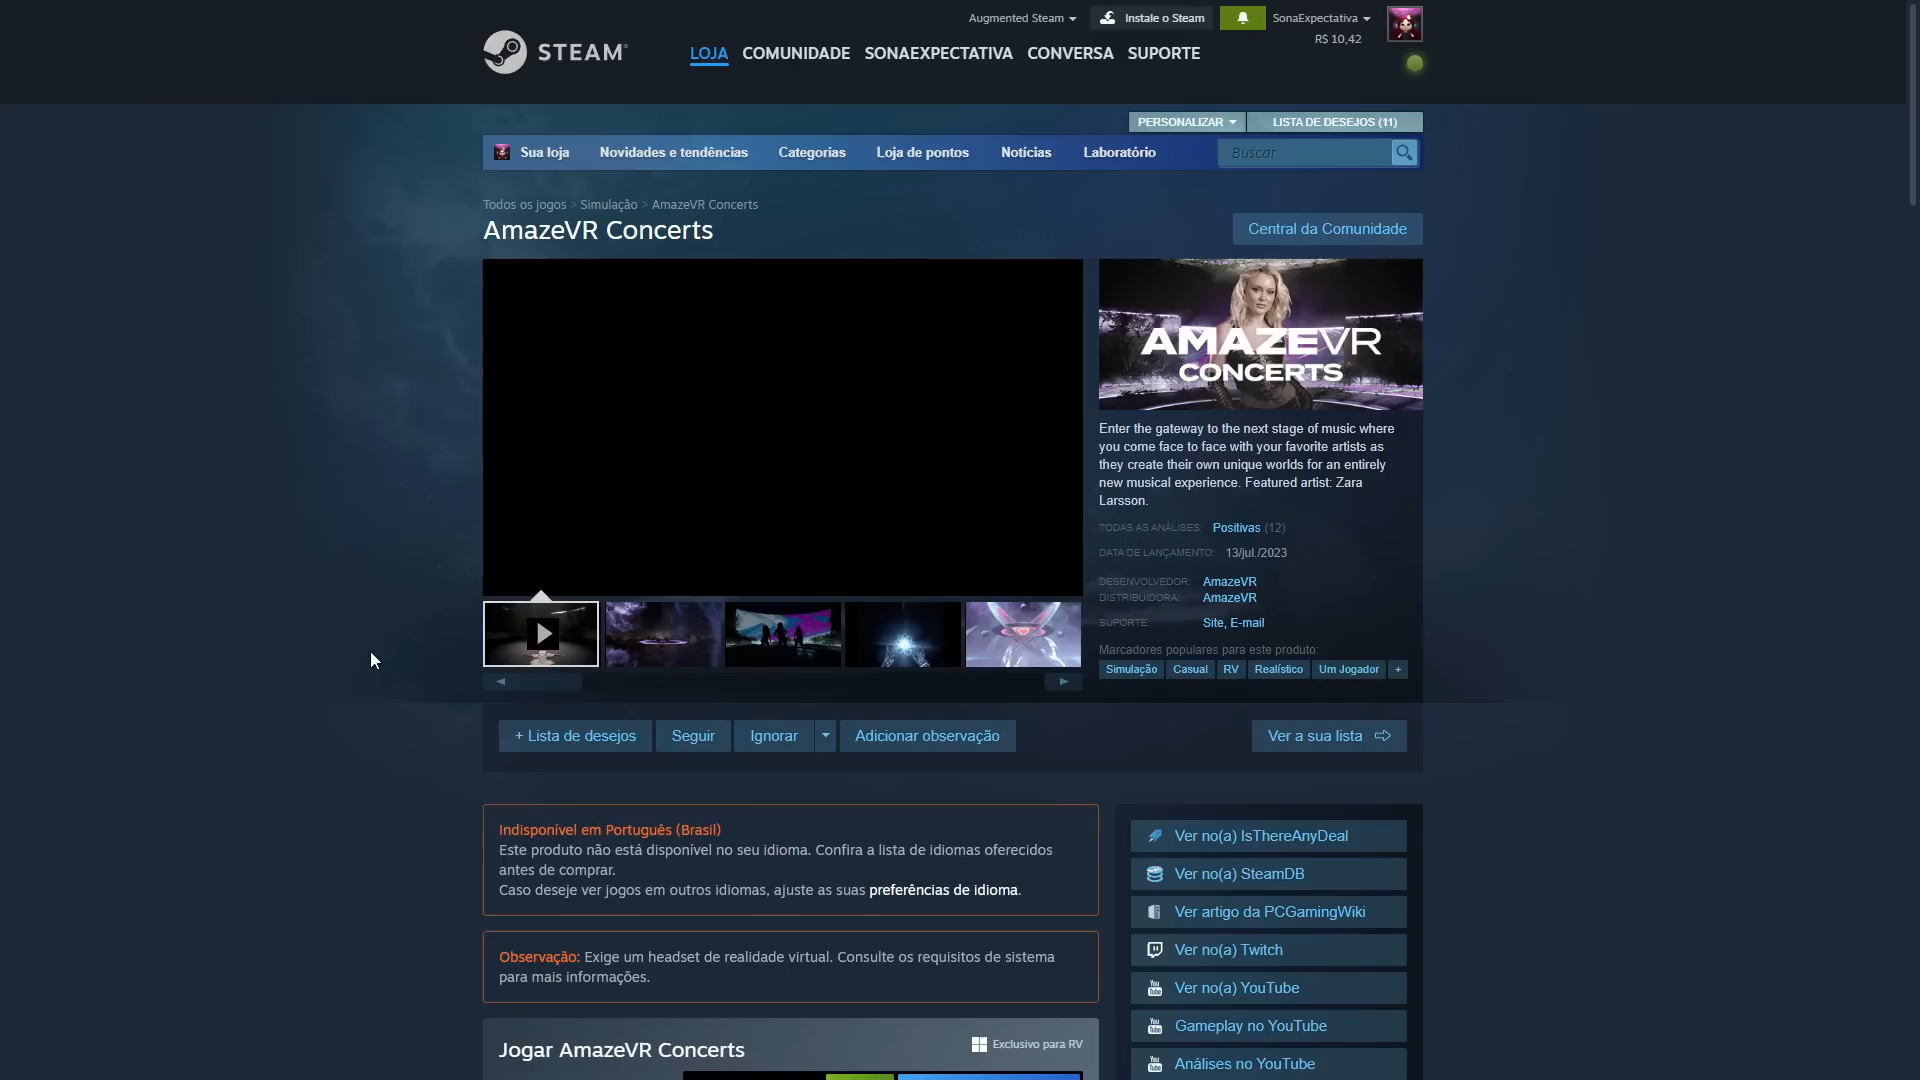 Augmented Steam
Instale o Steam
SonaExpectativa
R$ 10,42
STEAM
LOJA COMUNIDADE SONAEXPECTATIVA CONVERSA SUPORTE
PERSONALIZAR
LISTA DE DESEJOS (11)
Sua loja Novidades e tendências Categorias Loja de pontos Notícias Laboratório
Buscar
Todos os jogos > Simulação > AmazeVR Concerts
AmazeVR Concerts
Central da Comunidade
AMAZEVR
CONCERTS
Enter the gateway to the next stage of music where
you come face to face with your favorite artists as
they create their own unique worlds for an entirely
new musical experience. Featured artist: Zara
Larsson.
TODAS AS ANÁLISES: Positivas (12)
DATA DE LANÇAMENTO: 13/jul./2023
DESENVOLVEDOR: AmazeVR
DISTRIBUIDORA: AmazeVR
SUPORTE: Site, E-mail
Marcadores populares para este produto:
Simulação Casual RV Realístico Um Jogador +
+ Lista de desejos
Seguir
Ignorar
Adicionar observação
Ver a sua lista
Indisponível em Português (Brasil)
Este produto não está disponível no seu idioma. Confira a lista de idiomas oferecidos
antes de comprar.
Caso deseje ver jogos em outros idiomas, ajuste as suas preferências de idioma.
Observação: Exige um headset de realidade virtual. Consulte os requisitos de sistema
para mais informações.
Jogar AmazeVR Concerts
Exclusivo para RV
Ver no(a) IsThereAnyDeal
Ver no(a) SteamDB
Ver artigo da PCGamingWiki
Ver no(a) Twitch
You Tube
Ver no(a) YouTube
You Tube
Gameplay no YouTube
You Tube
Análises no YouTube